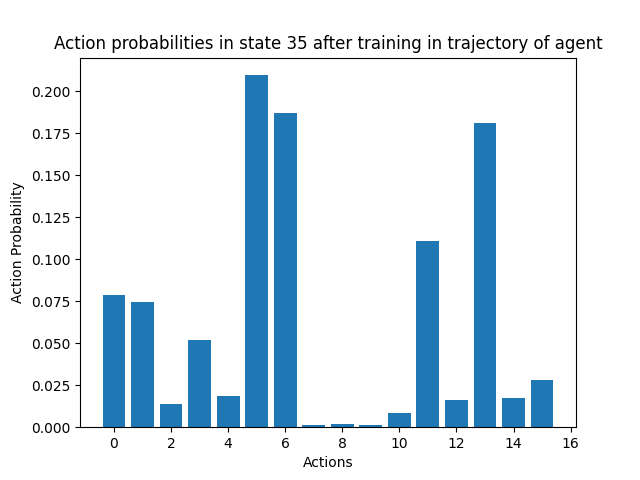 Action probabilities in state 35 after training in trajectory of agent
0.200
0.175
0.150
0.125
0.100
0.075
0.050
0.025
0.000
Action Probability
0 2 4 6 8 10 12 14 16
Actions